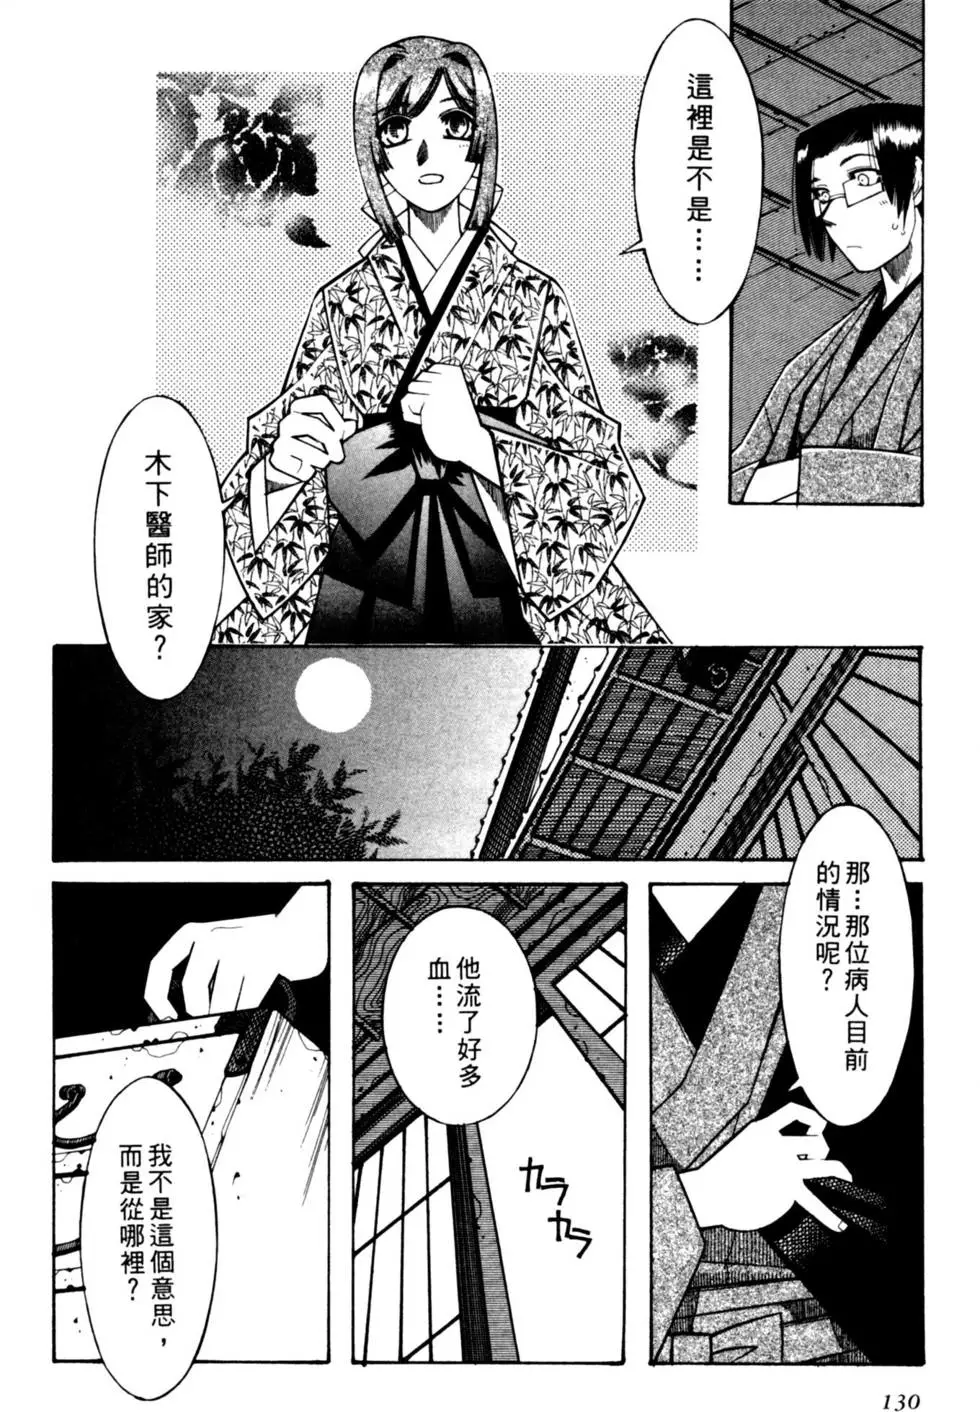 這裡是不是……
木下醫師的家？
那…那位病人目前
的情況呢？
他流了好多
血……
カラ
カラ
我不是這個意思，
而是從哪裡？
130